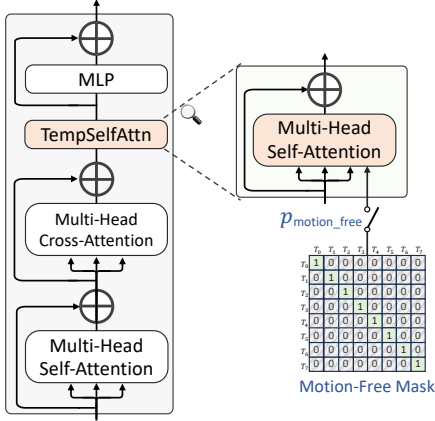 MLP
TempSelfAttn
Multi-Head
Cross-Attention
Multi-Head
Self-Attention
Multi-Head
Self-Attention
p_motion_free
T₀ T₁ T₂ T₃ T₄ T₅ T₆ T₇
T₀ 1 0 0 0 0 0 0 0
T₁ 0 1 0 0 0 0 0 0
T₂ 0 0 1 0 0 0 0 0
T₃ 0 0 0 1 0 0 0 0
T₄ 0 0 0 0 1 0 0 0
T₅ 0 0 0 0 0 1 0 0
T₆ 0 0 0 0 0 0 1 0
T₇ 0 0 0 0 0 0 0 1
Motion-Free Mask